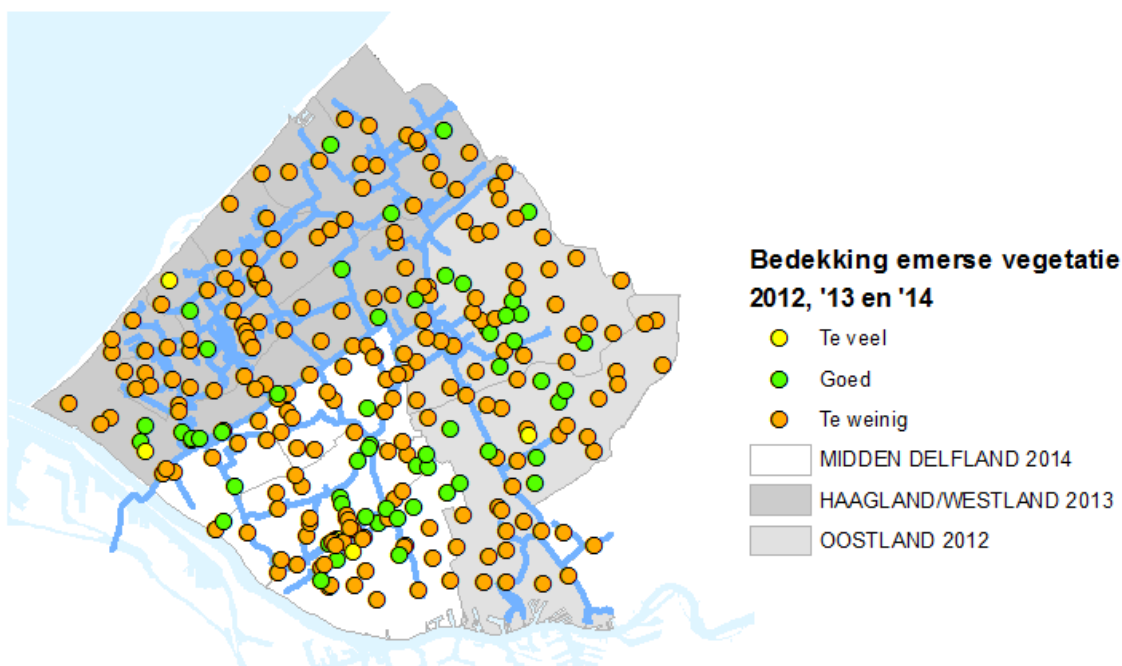 Bedekking emerse vegetatie
2012, '13 en '14
Te veel
Goed
Te weinig
MIDDEN DELFLAND 2014
HAAGLAND/WESTLAND 2013
OOSTLAND 2012